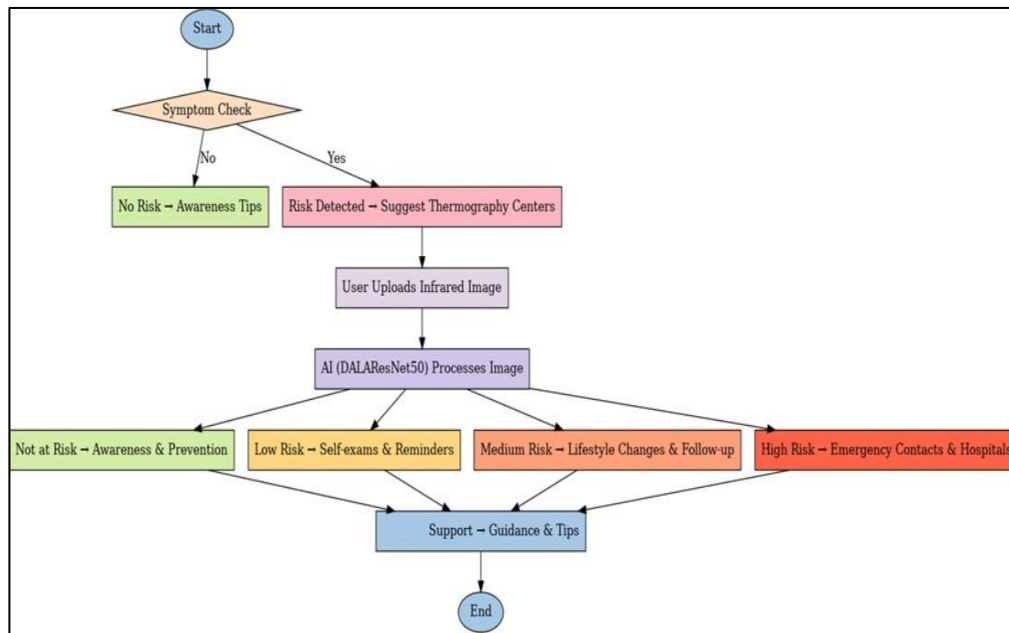 Start
Symptom Check
No
Yes
No Risk → Awareness Tips
Risk Detected → Suggest Thermography Centers
User Uploads Infrared Image
AI (DALAResNet50) Processes Image
Not at Risk → Awareness & Prevention
Low Risk → Self-exams & Reminders
Medium Risk → Lifestyle Changes & Follow-up
High Risk → Emergency Contacts & Hospitals
Support → Guidance & Tips
End